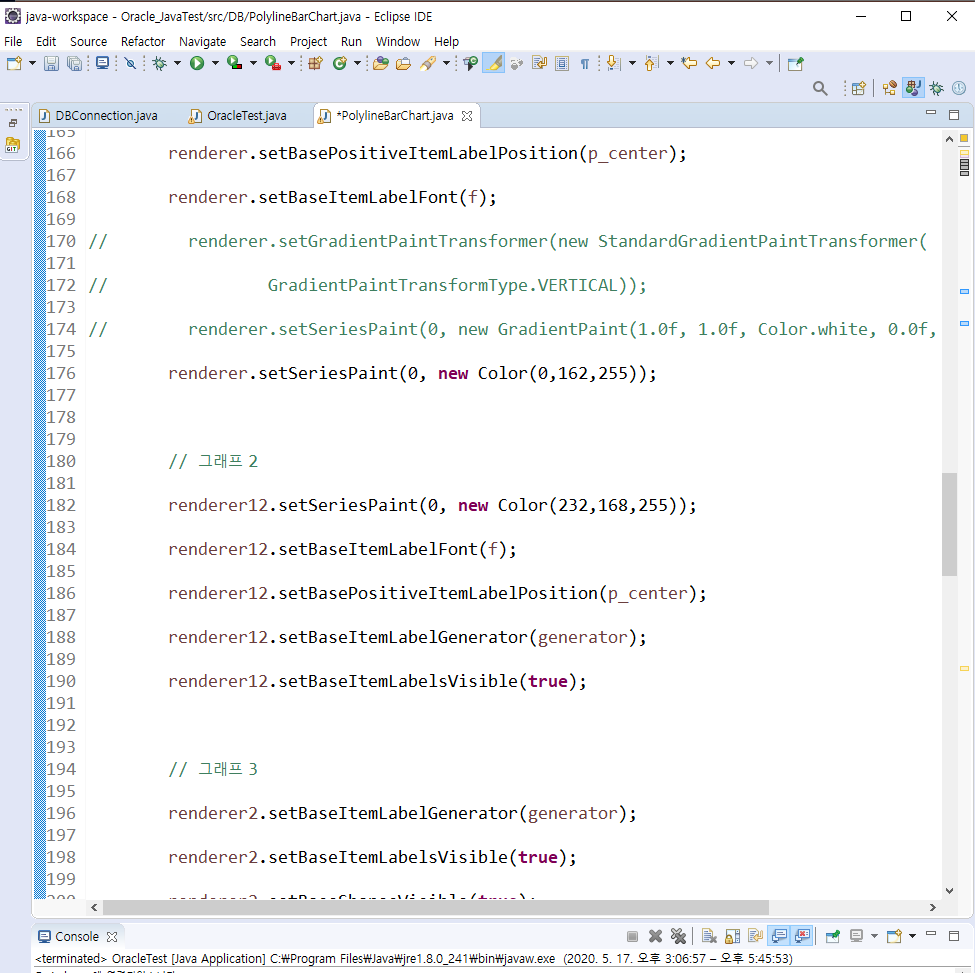 java-workspace - Oracle_JavaTest/src/DB/PolylineBarChart.java - Eclipse IDE
File Edit Source Refactor Navigate Search Project Run Window Help
DBConnection.java OracleTest.java *PolylineBarChart.java
165
166 renderer.setBasePositiveItemLabelPosition(p_center);
167
168 renderer.setBaseItemLabelFont(f);
169
170 // renderer.setGradientPaintTransformer(new StandardGradientPaintTransformer(
171
172 // GradientPaintTransformType.VERTICAL));
173
174 // renderer.setSeriesPaint(0, new GradientPaint(1.0f, 1.0f, Color.white, 0.0f,
175
176 renderer.setSeriesPaint(0, new Color(0,162,255));
177
178
179
180 // 그래프 2
181
182 renderer12.setSeriesPaint(0, new Color(232,168,255));
183
184 renderer12.setBaseItemLabelFont(f);
185
186 renderer12.setBasePositiveItemLabelPosition(p_center);
187
188 renderer12.setBaseItemLabelGenerator(generator);
189
190 renderer12.setBaseItemLabelsVisible(true);
191
192
193
194 // 그래프 3
195
196 renderer2.setBaseItemLabelGenerator(generator);
197
198 renderer2.setBaseItemLabelsVisible(true);
199
200 renderer2.setBaseShapesVisible(true);
GIT
Console
<terminated> OracleTest [Java Application] C:₩Program Files₩Java₩jre1.8.0_241₩bin₩javaw.exe (2020. 5. 17. 오후 3:06:57 – 오후 5:45:53)